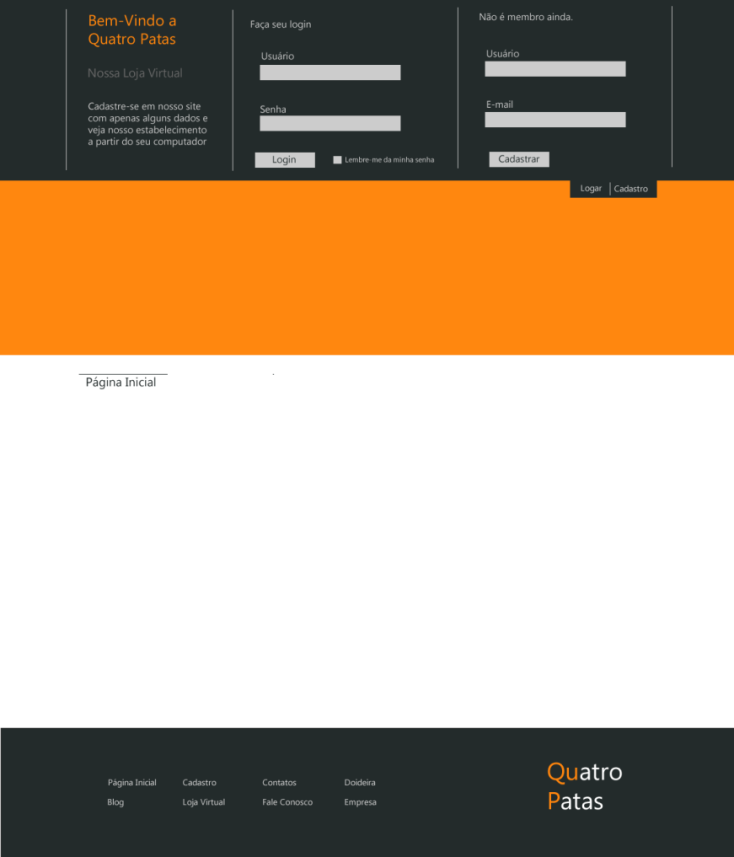 Bem-Vindo a
Quatro Patas
Nossa Loja Virtual
Cadastre-se em nosso site
com apenas alguns dados e
veja nosso estabelecimento
a partir do seu computador
Faça seu login
Usuário
Senha
Login
Lembre-me da minha senha
Não é membro ainda.
Usuário
E-mail
Cadastrar
Logar
Cadastro
Página Inicial
Página Inicial Cadastro Contatos Doideira
Blog Loja Virtual Fale Conosco Empresa
Quatro
Patas